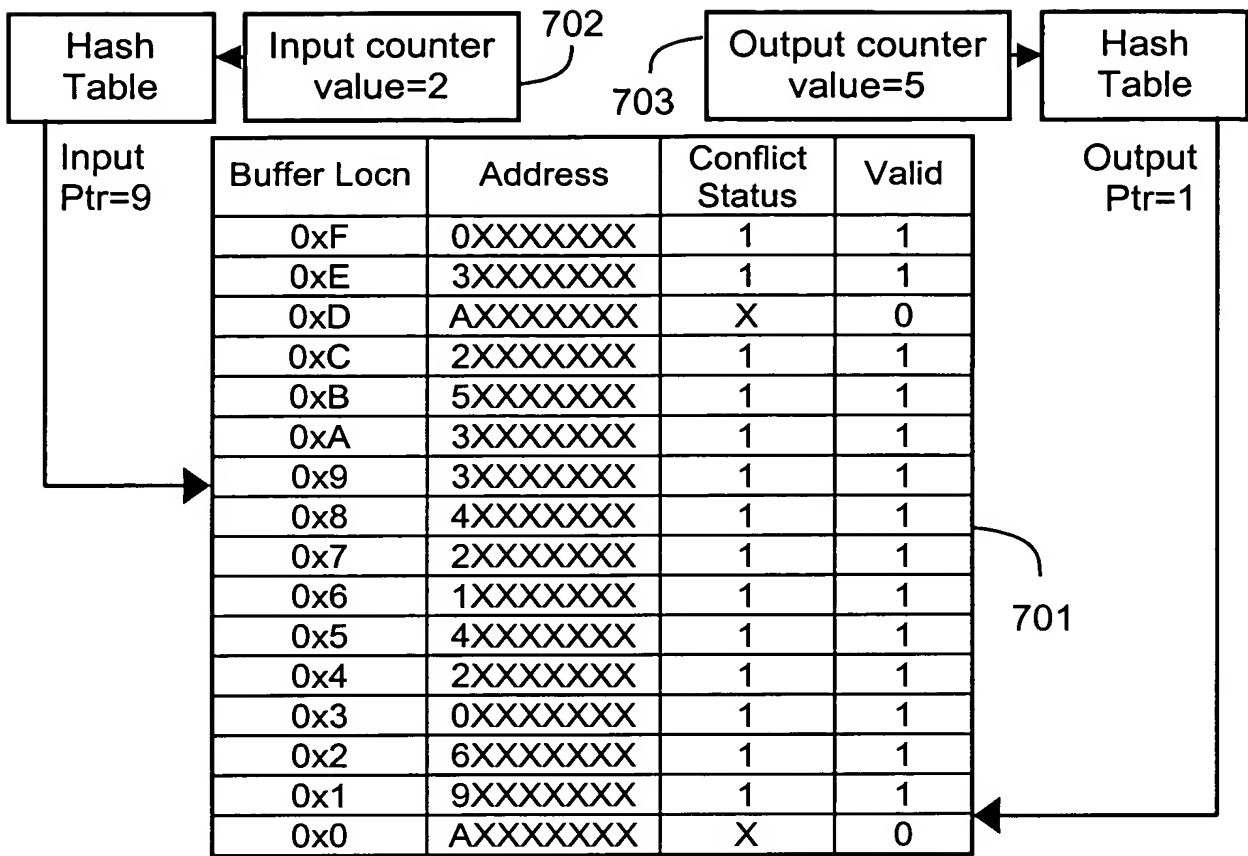 Hash Table
Input counter value=2
702
703
Output counter value=5
Hash Table
Input Ptr=9
Output Ptr=1
Buffer Locn Address Conflict Status Valid
0xF 0XXXXXXX 1 1
0xE 3XXXXXXX 1 1
0xD AXXXXXXX X 0
0xC 2XXXXXXX 1 1
0xB 5XXXXXXX 1 1
0xA 3XXXXXXX 1 1
0x9 3XXXXXXX 1 1
0x8 4XXXXXXX 1 1
0x7 2XXXXXXX 1 1
0x6 1XXXXXXX 1 1
0x5 4XXXXXXX 1 1
0x4 2XXXXXXX 1 1
0x3 0XXXXXXX 1 1
0x2 6XXXXXXX 1 1
0x1 9XXXXXXX 1 1
0x0 AXXXXXXX X 0
701